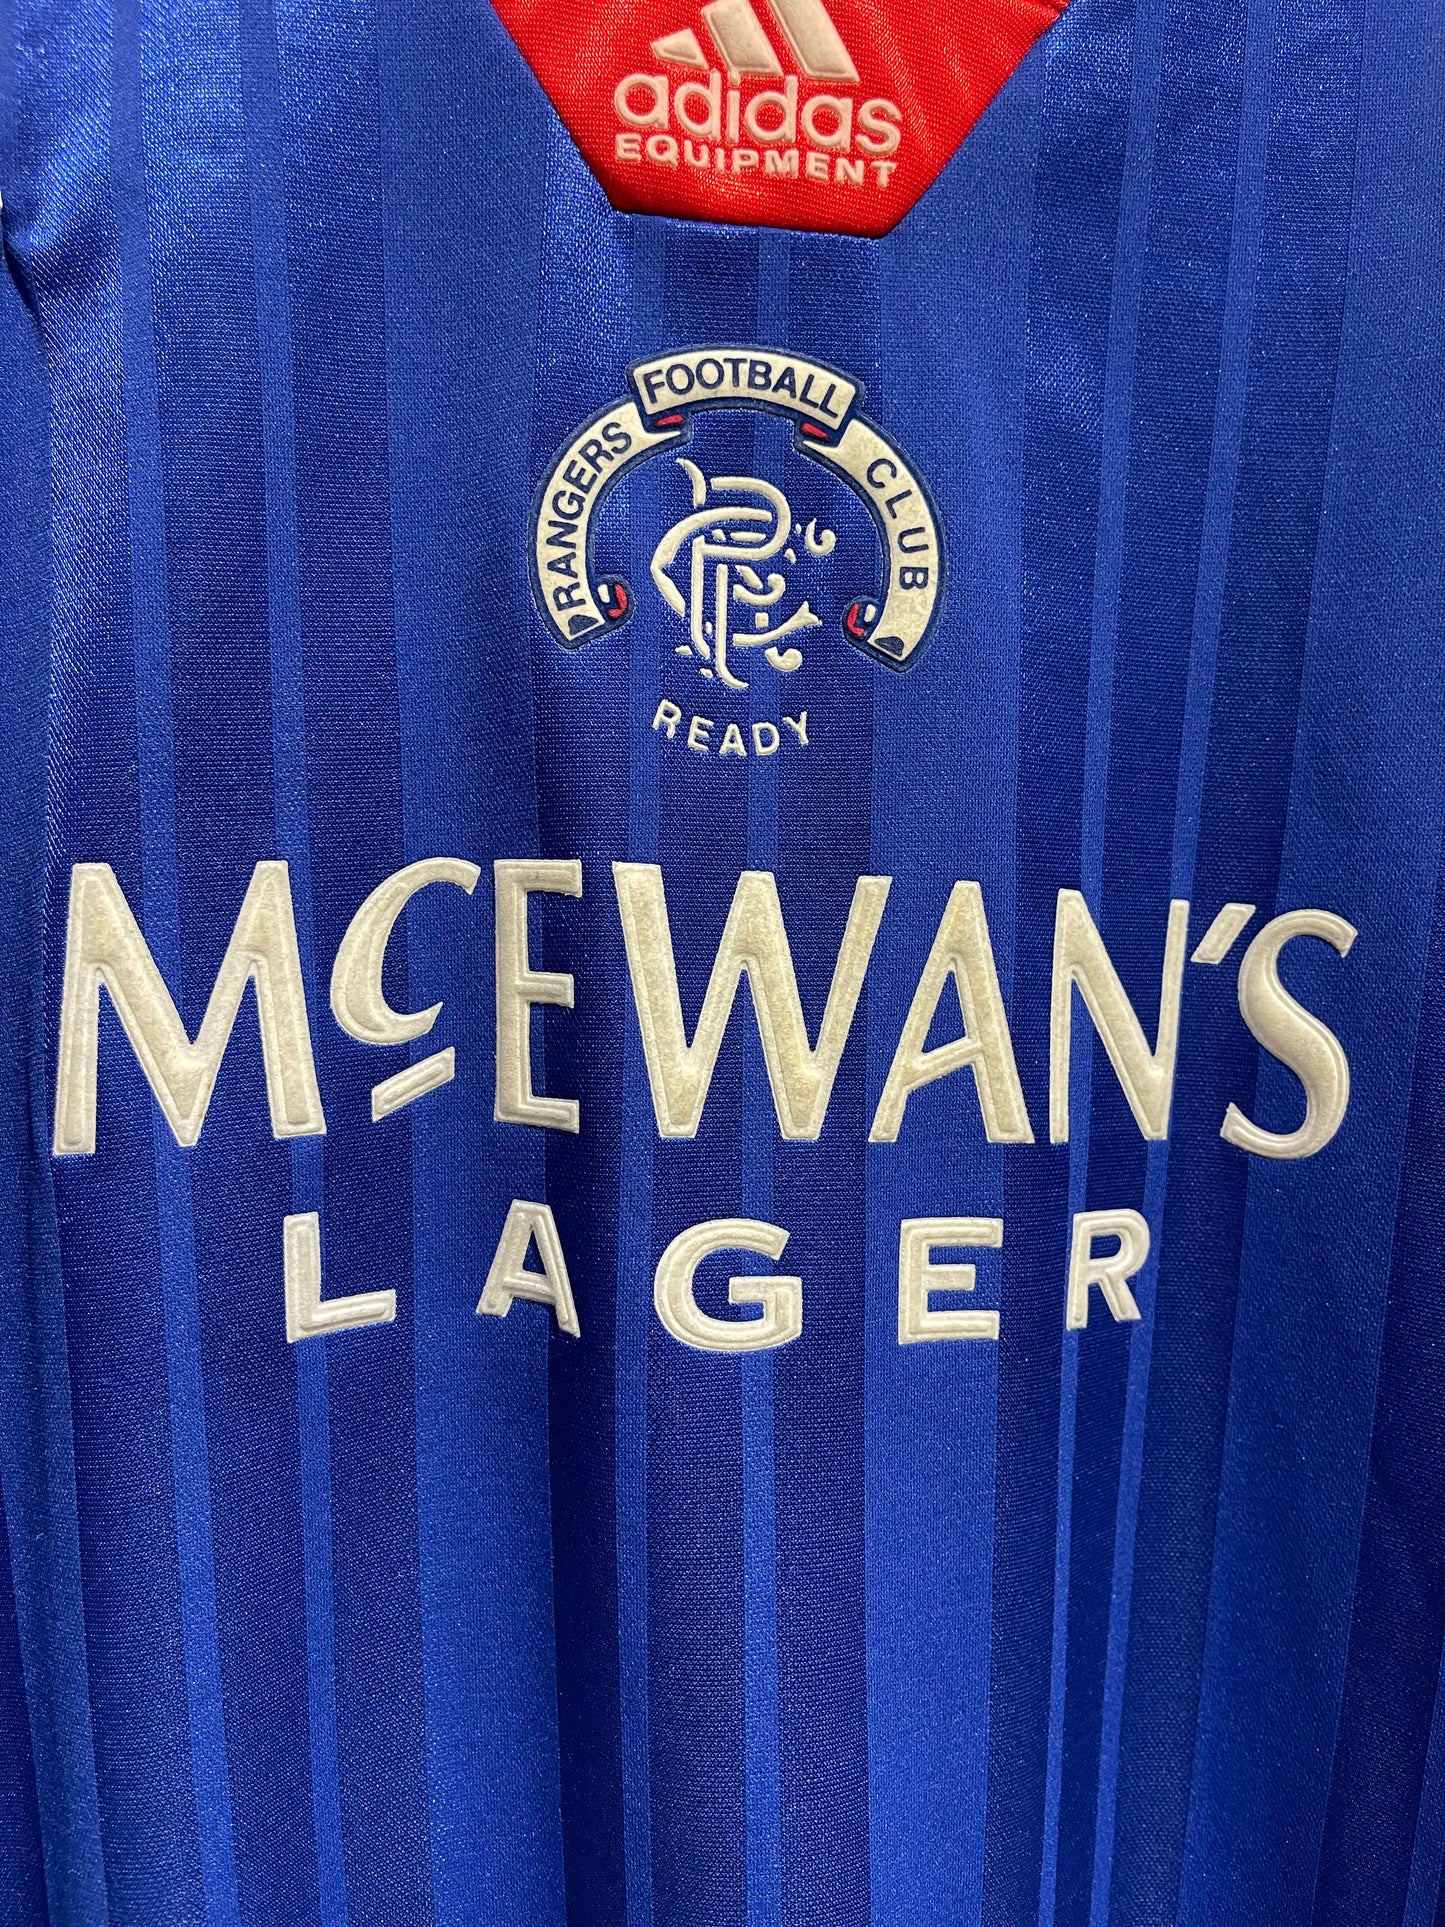 adidas
EQUIPMENT
RANGERS FOOTBALL CLUB
READY
McEWAN'S
LAGER